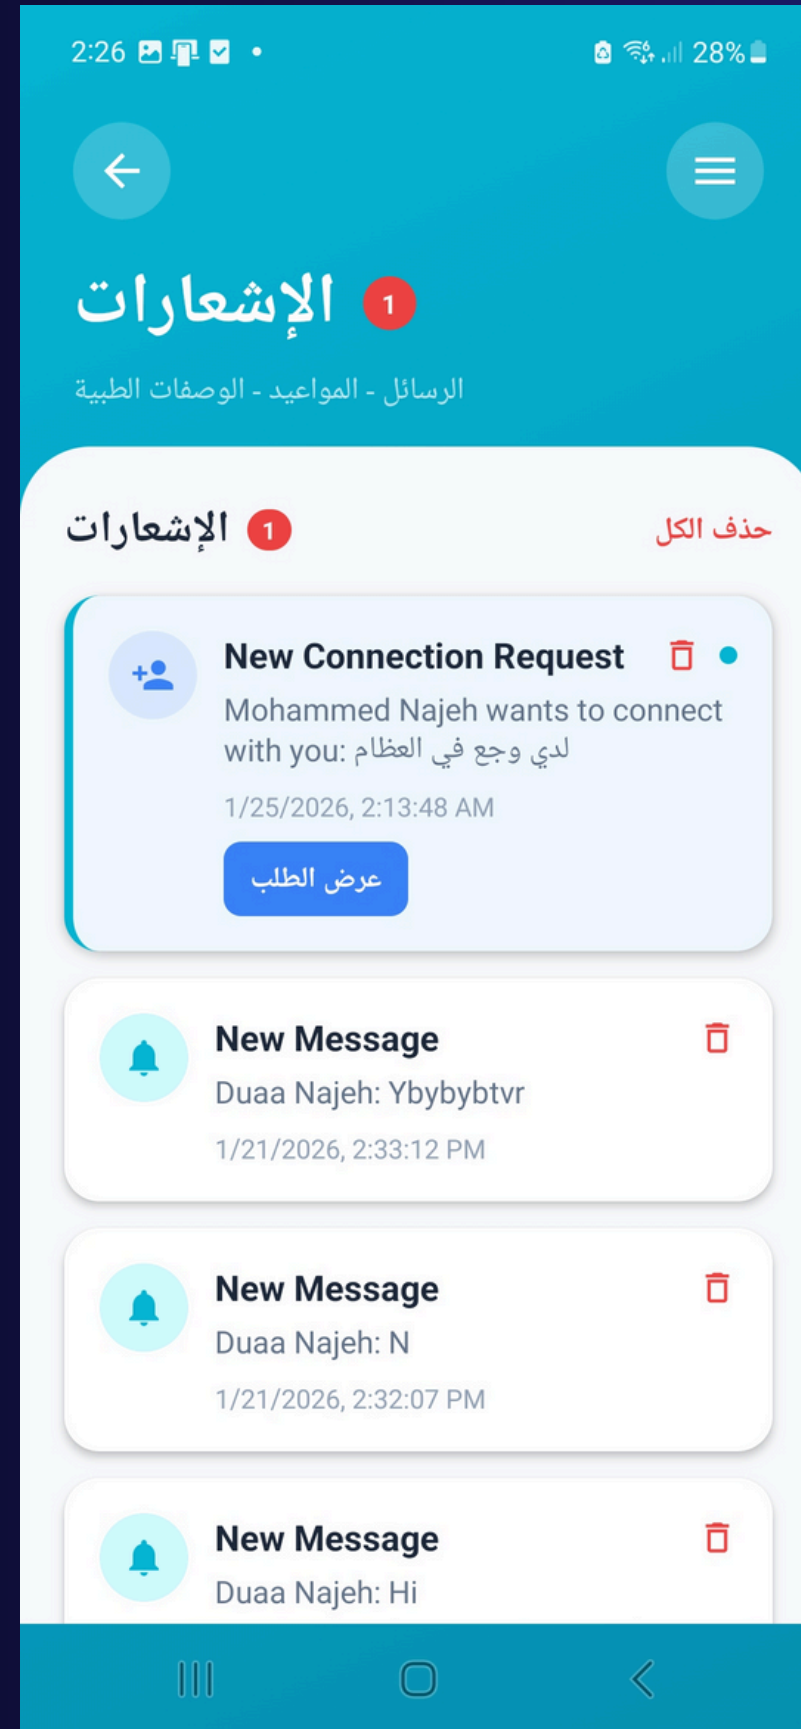 2:26
28%
الإشعارات 1
الرسائل - المواعيد - الوصفات الطبية
الإشعارات 1
حذف الكل
New Connection Request
Mohammed Najeh wants to connect
with you: لدي وجع في العظام
1/25/2026, 2:13:48 AM
عرض الطلب
New Message
Duaa Najeh: Ybybybtvr
1/21/2026, 2:33:12 PM
New Message
Duaa Najeh: N
1/21/2026, 2:32:07 PM
New Message
Duaa Najeh: Hi